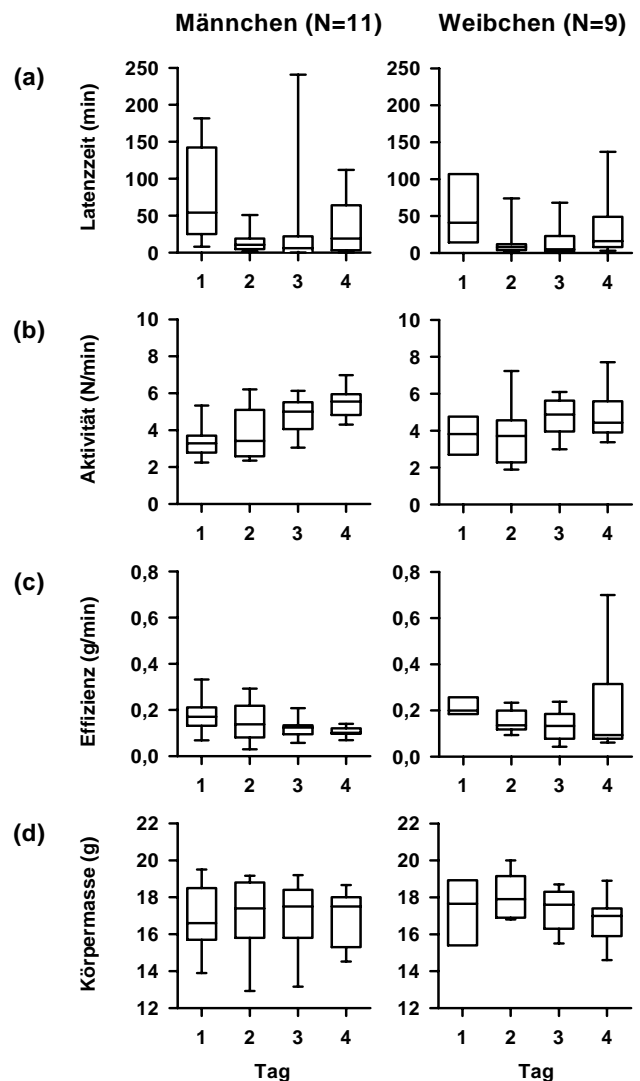 Männchen (N=11) Weibchen (N=9)
(a)
Latenzzeit (min)
250 250
200 200
150 150
100 100
50 50
0 0
1 2 3 4 1 2 3 4
(b)
Aktivität (N/min)
10 10
8 8
6 6
4 4
2 2
0 0
1 2 3 4 1 2 3 4
(c)
Effizienz (g/min)
0,8 0,8
0,6 0,6
0,4 0,4
0,2 0,2
0,0 0,0
1 2 3 4 1 2 3 4
(d)
Körpermasse (g)
22 22
20 20
18 18
16 16
14 14
12 12
1 2 3 4 1 2 3 4
Tag Tag